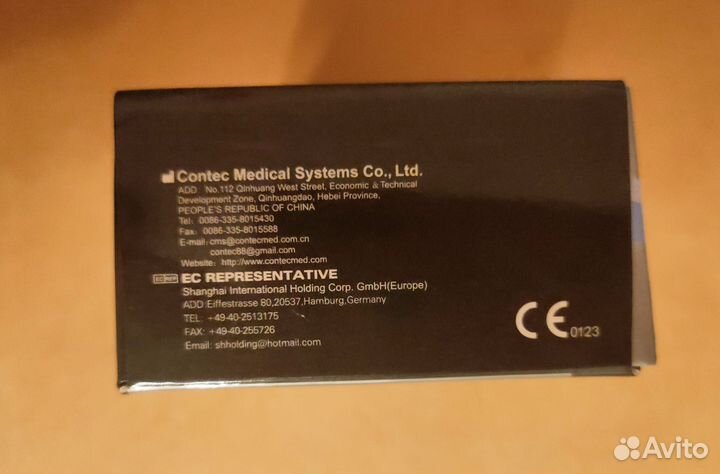 Contec Medical Systems Co., Ltd.
ADD No.112 Qinhuang West Street, Economic & Technical
Development Zone, Qinhuangdao, Hebei Province,
PEOPLE'S REPUBLIC OF CHINA
Tel: 0086-335-8015430
Fax: 0086-335-8015588
E-mail: cms@contecmed.com.cn
contec88@gmail.com
Website: http://www.contecmed.com
EC REP EC REPRESENTATIVE
Shanghai International Holding Corp. GmbH(Europe)
ADD:Eiffestrasse 80,20537,Hamburg,Germany
TEL: +49-40-2513175
FAX: +49-40-255726
Email: shholding@hotmail.com
CE 0123
Avito